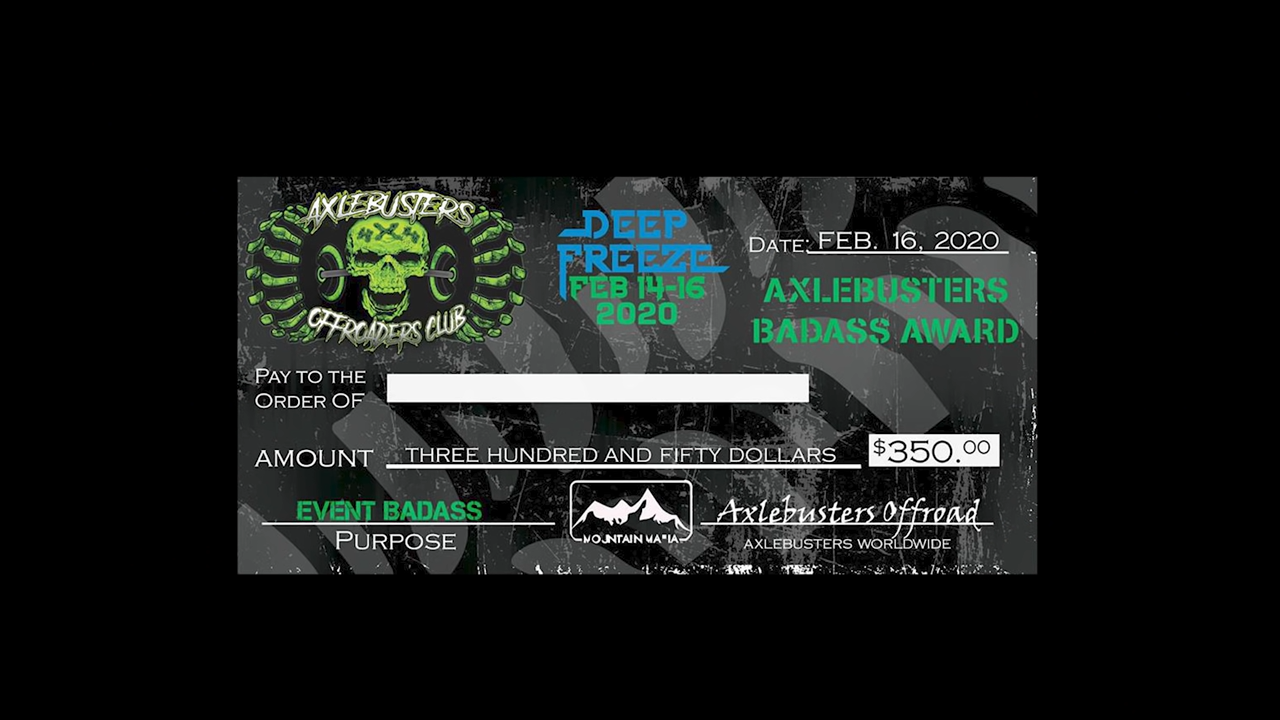 AXLEBUSTERS
OFFROADERS CLUB
DEEP
FREEZE
FEB 14-16
2020
DATE: FEB. 16, 2020
AXLEBUSTERS
BADASS AWARD
PAY TO THE
ORDER OF
AMOUNT THREE HUNDRED AND FIFTY DOLLARS $350.00
EVENT BADASS
PURPOSE
MOUNTAIN MAFIA
Axlebusters Offroad
AXLEBUSTERS WORLDWIDE